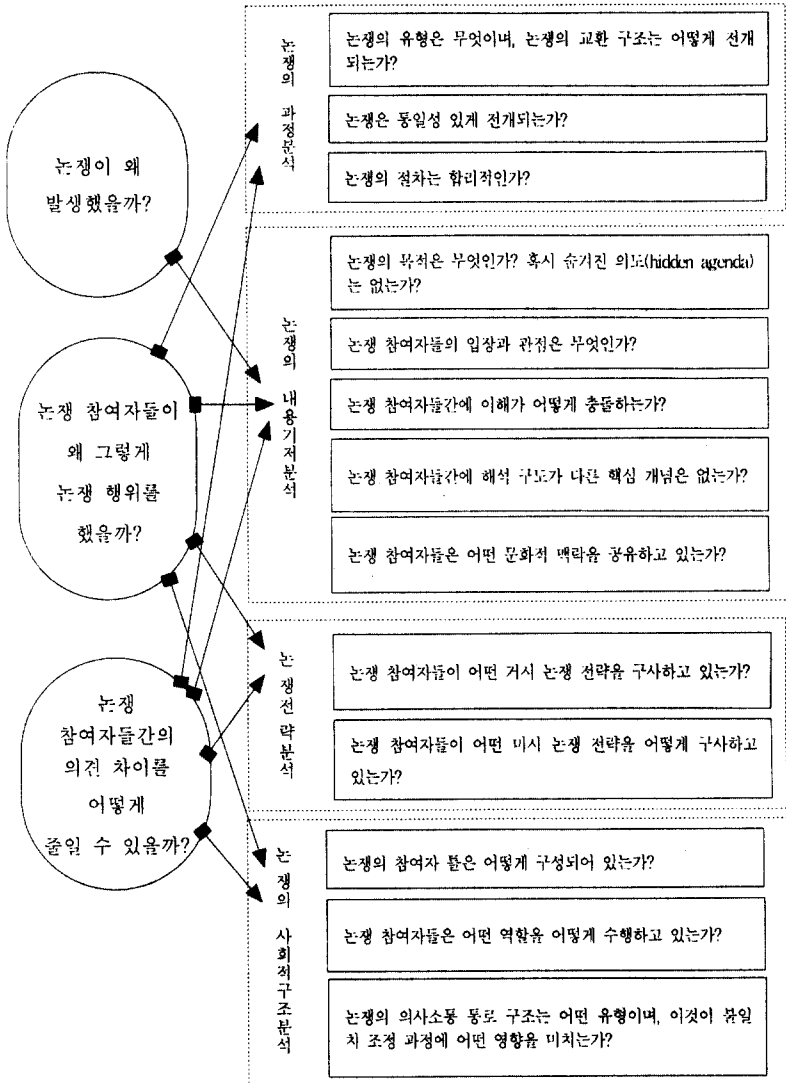 논쟁이 왜
발생했을까?
논쟁 참여자들이
왜 그렇게
논쟁 행위를
했을까?
논쟁
참여자들간의
의견 차이를
어떻게
줄일 수 있을까?
논쟁의 과정분석
논쟁의 유형은 무엇이며, 논쟁의 교환 구조는 어떻게 전개
되는가?
논쟁은 통일성 있게 전개되는가?
논쟁의 절차는 합리적인가?
논쟁의 내용기저분석
논쟁의 목적은 무엇인가? 혹시 숨겨진 의도(hidden agenda)
는 없는가?
논쟁 참여자들의 입장과 관점은 무엇인가?
논쟁 참여자들간에 이해가 어떻게 충돌하는가?
논쟁 참여자들간에 해석 구도가 다른 핵심 개념은 없는가?
논쟁 참여자들은 어떤 문화적 맥락을 공유하고 있는가?
논쟁전략분석
논쟁 참여자들이 어떤 거시 논쟁 전략을 구사하고 있는가?
논쟁 참여자들이 어떤 미시 논쟁 전략을 어떻게 구사하고
있는가?
논쟁의 사회적구조분석
논쟁의 참여자 틀은 어떻게 구성되어 있는가?
논쟁 참여자들은 어떤 역할을 어떻게 수행하고 있는가?
논쟁의 의사소통 통로 구조는 어떤 유형이며, 이것이 불일
치 조정 과정에 어떤 영향을 미치는가?